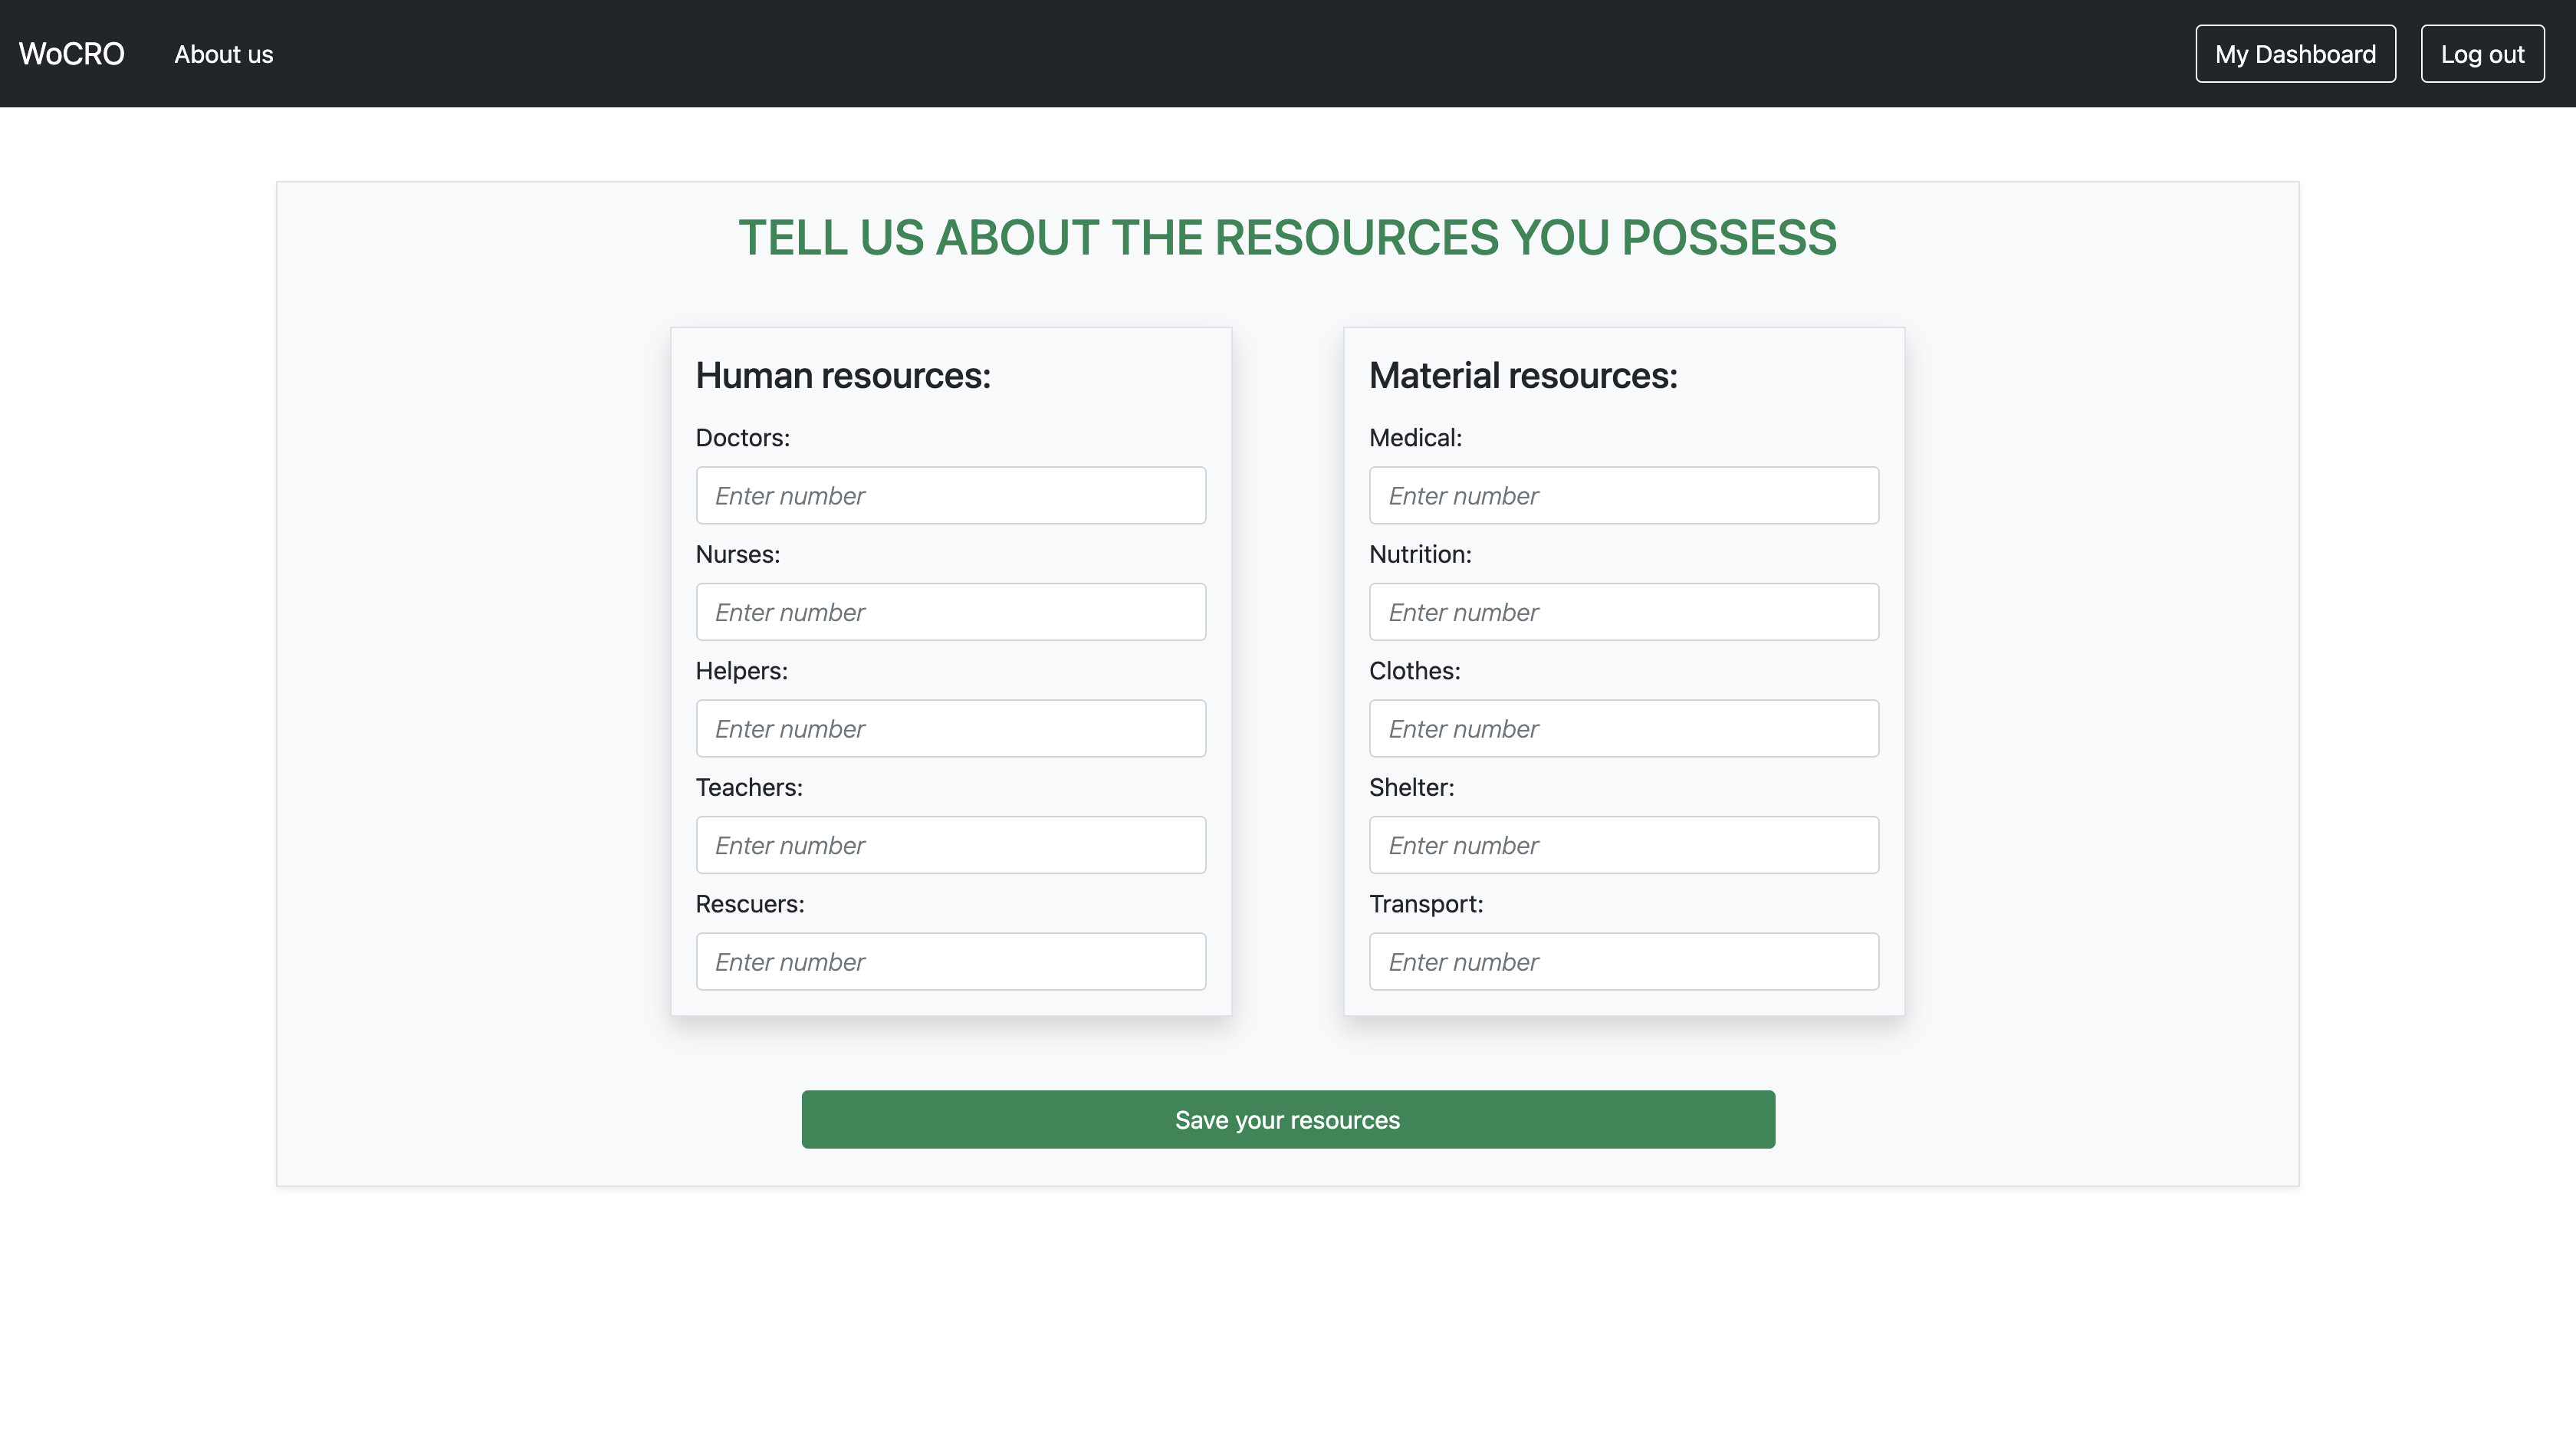 WoCRO About us My Dashboard Log out
TELL US ABOUT THE RESOURCES YOU POSSESS
Human resources:
Doctors:
Enter number
Nurses:
Enter number
Helpers:
Enter number
Teachers:
Enter number
Rescuers:
Enter number
Material resources:
Medical:
Enter number
Nutrition:
Enter number
Clothes:
Enter number
Shelter:
Enter number
Transport:
Enter number
Save your resources